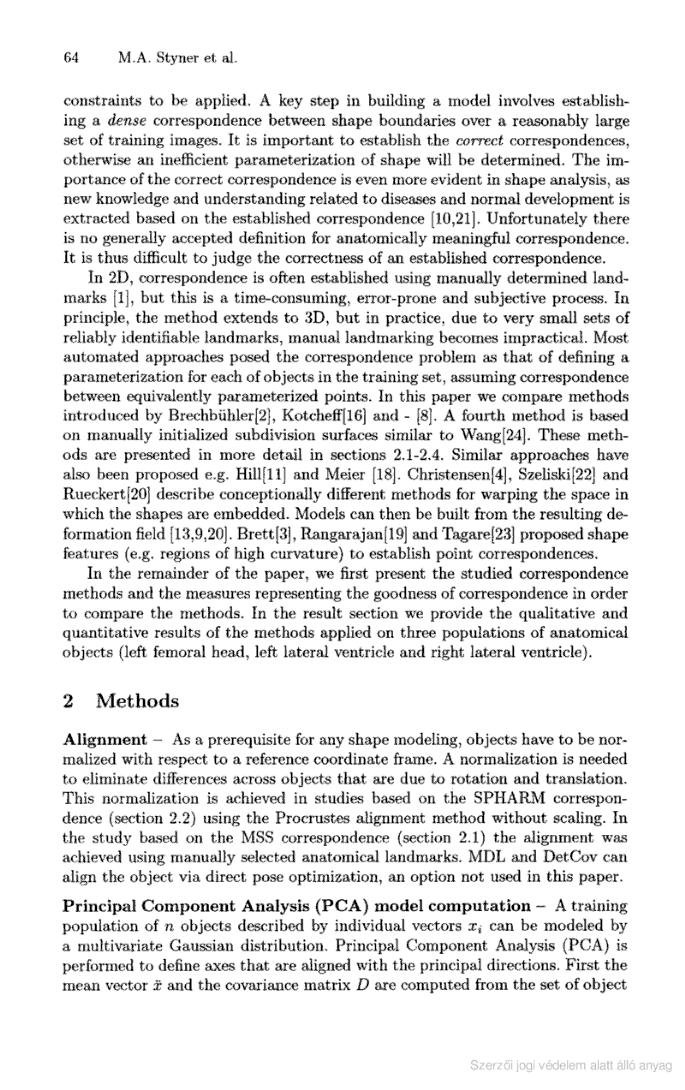 64 M.A. Styner et al.
constraints to be applied. A key step in building a model involves establish-
ing a dense correspondence between shape boundaries over a reasonably large
set of training images. It is important to establish the correct correspondences,
otherwise an inefficient parameterization of shape will be determined. The im-
portance of the correct correspondence is even more evident in shape analysis, as
new knowledge and understanding related to diseases and normal development is
extracted based on the established correspondence [10,21]. Unfortunately there
is no generally accepted definition for anatomically meaningful correspondence.
It is thus difficult to judge the correctness of an established correspondence.
In 2D, correspondence is often established using manually determined land-
marks [1], but this is a time-consuming, error-prone and subjective process. In
principle, the method extends to 3D, but in practice, due to very small sets of
reliably identifiable landmarks, manual landmarking becomes impractical. Most
automated approaches posed the correspondence problem as that of defining a
parameterization for each of objects in the training set, assuming correspondence
between equivalently parameterized points. In this paper we compare methods
introduced by Brechbühler[2], Kotcheff[16] and - [8]. A fourth method is based
on manually initialized subdivision surfaces similar to Wang[24]. These meth-
ods are presented in more detail in sections 2.1-2.4. Similar approaches have
also been proposed e.g. Hill[11] and Meier [18]. Christensen[4], Szeliski[22] and
Rueckert[20] describe conceptionally different methods for warping the space in
which the shapes are embedded. Models can then be built from the resulting de-
formation field [13,9,20]. Brett[3], Rangarajan[19] and Tagare[23] proposed shape
features (e.g. regions of high curvature) to establish point correspondences.
In the remainder of the paper, we first present the studied correspondence
methods and the measures representing the goodness of correspondence in order
to compare the methods. In the result section we provide the qualitative and
quantitative results of the methods applied on three populations of anatomical
objects (left femoral head, left lateral ventricle and right lateral ventricle).
2 Methods
Alignment – As a prerequisite for any shape modeling, objects have to be nor-
malized with respect to a reference coordinate frame. A normalization is needed
to eliminate differences across objects that are due to rotation and translation.
This normalization is achieved in studies based on the SPHARM correspon-
dence (section 2.2) using the Procrustes alignment method without scaling. In
the study based on the MSS correspondence (section 2.1) the alignment was
achieved using manually selected anatomical landmarks. MDL and DetCov can
align the object via direct pose optimization, an option not used in this paper.
Principal Component Analysis (PCA) model computation – A training
population of n objects described by individual vectors xᵢ can be modeled by
a multivariate Gaussian distribution. Principal Component Analysis (PCA) is
performed to define axes that are aligned with the principal directions. First the
mean vector x̄ and the covariance matrix D are computed from the set of object
Szerzői jogi védelem alatt álló anyag